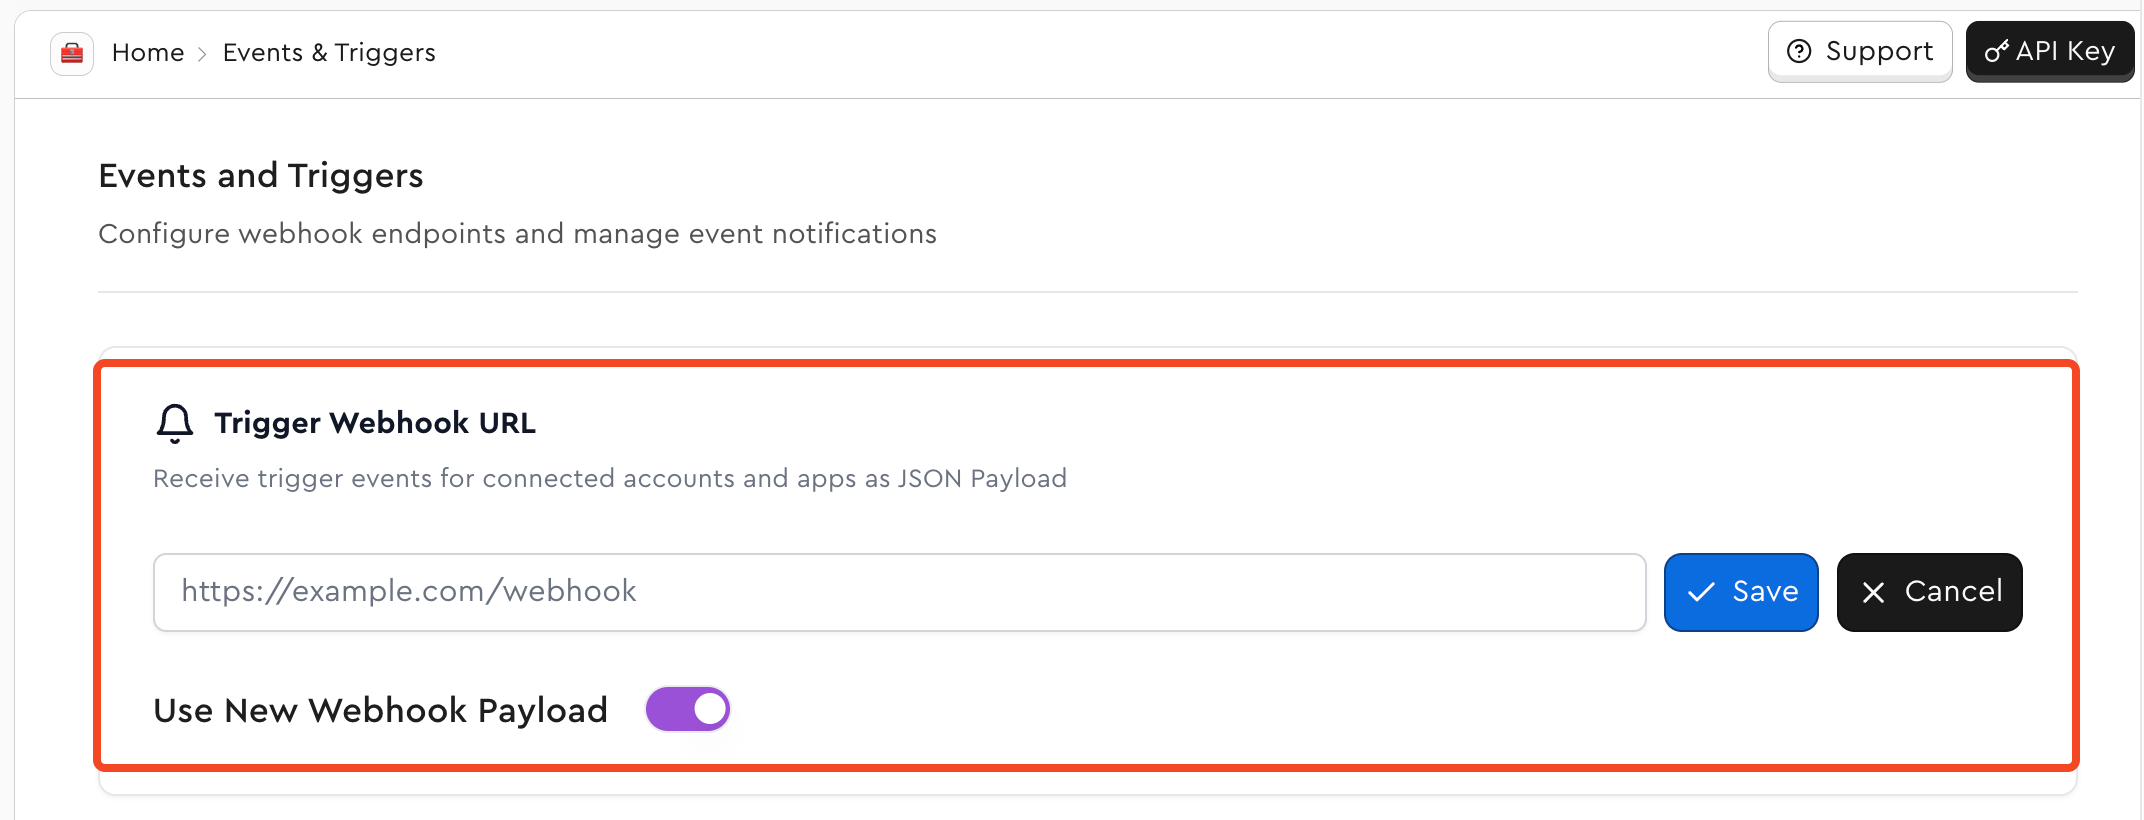 Home > Events & Triggers
Support
API Key
Events and Triggers
Configure webhook endpoints and manage event notifications
Trigger Webhook URL
Receive trigger events for connected accounts and apps as JSON Payload
https://example.com/webhook
Save
Cancel
Use New Webhook Payload